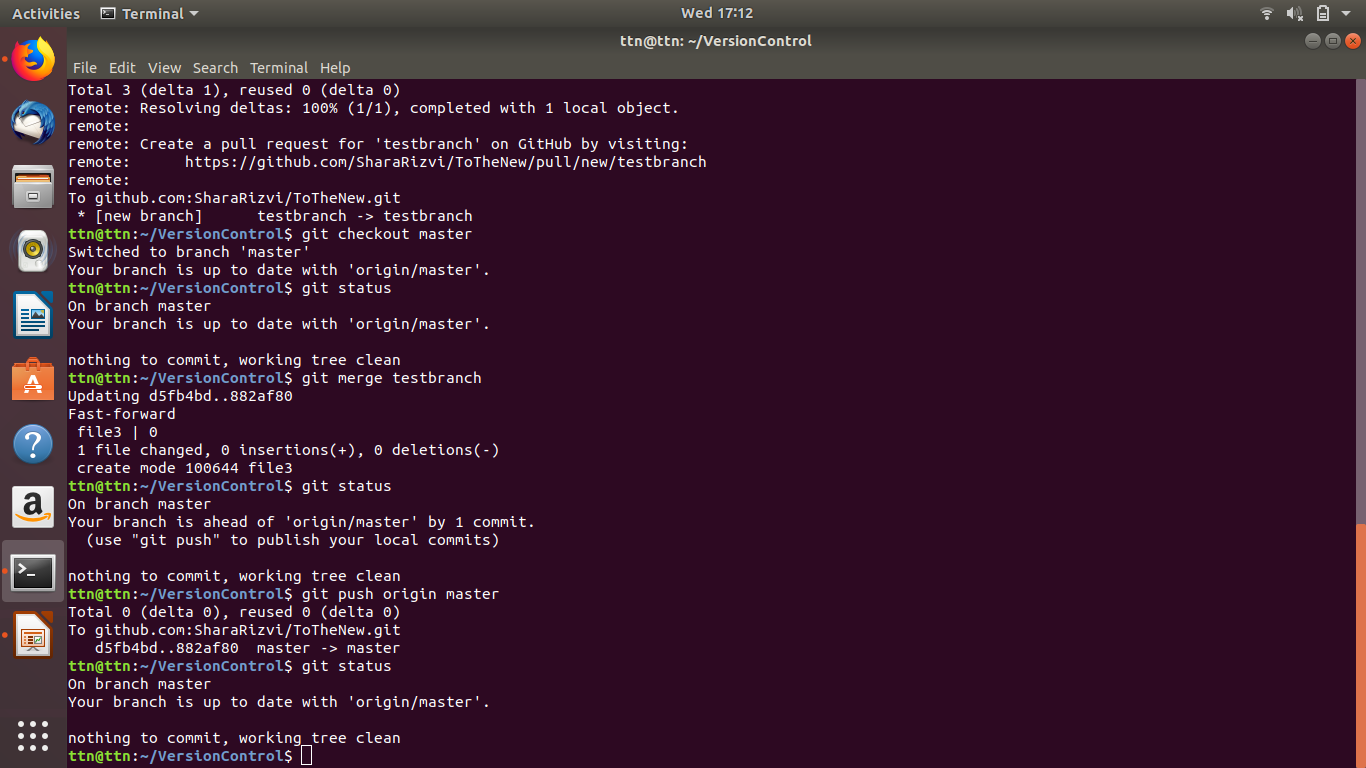 Activities Terminal Wed 17:12
ttn@ttn: ~/VersionControl
File Edit View Search Terminal Help
Total 3 (delta 1), reused 0 (delta 0)
remote: Resolving deltas: 100% (1/1), completed with 1 local object.
remote:
remote: Create a pull request for 'testbranch' on GitHub by visiting:
remote:      https://github.com/SharaRizvi/ToTheNew/pull/new/testbranch
remote:
To github.com:SharaRizvi/ToTheNew.git
 * [new branch]      testbranch -> testbranch
ttn@ttn:~/VersionControl$ git checkout master
Switched to branch 'master'
Your branch is up to date with 'origin/master'.
ttn@ttn:~/VersionControl$ git status
On branch master
Your branch is up to date with 'origin/master'.

nothing to commit, working tree clean
ttn@ttn:~/VersionControl$ git merge testbranch
Updating d5fb4bd..882af80
Fast-forward
 file3 | 0
 1 file changed, 0 insertions(+), 0 deletions(-)
 create mode 100644 file3
ttn@ttn:~/VersionControl$ git status
On branch master
Your branch is ahead of 'origin/master' by 1 commit.
  (use "git push" to publish your local commits)

nothing to commit, working tree clean
ttn@ttn:~/VersionControl$ git push origin master
Total 0 (delta 0), reused 0 (delta 0)
To github.com:SharaRizvi/ToTheNew.git
   d5fb4bd..882af80  master -> master
ttn@ttn:~/VersionControl$ git status
On branch master
Your branch is up to date with 'origin/master'.

nothing to commit, working tree clean
ttn@ttn:~/VersionControl$